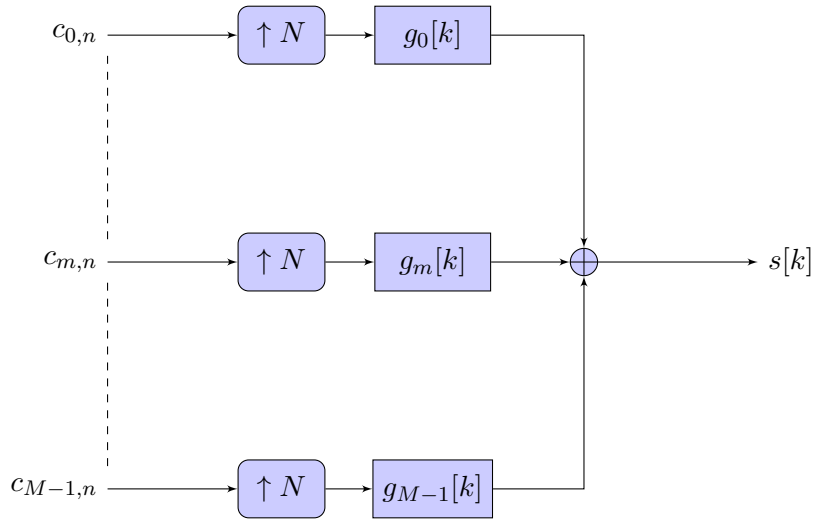 c_{0,n} ↑ N g_0[k]
c_{m,n} ↑ N g_m[k] s[k]
c_{M−1,n} ↑ N g_{M−1}[k]